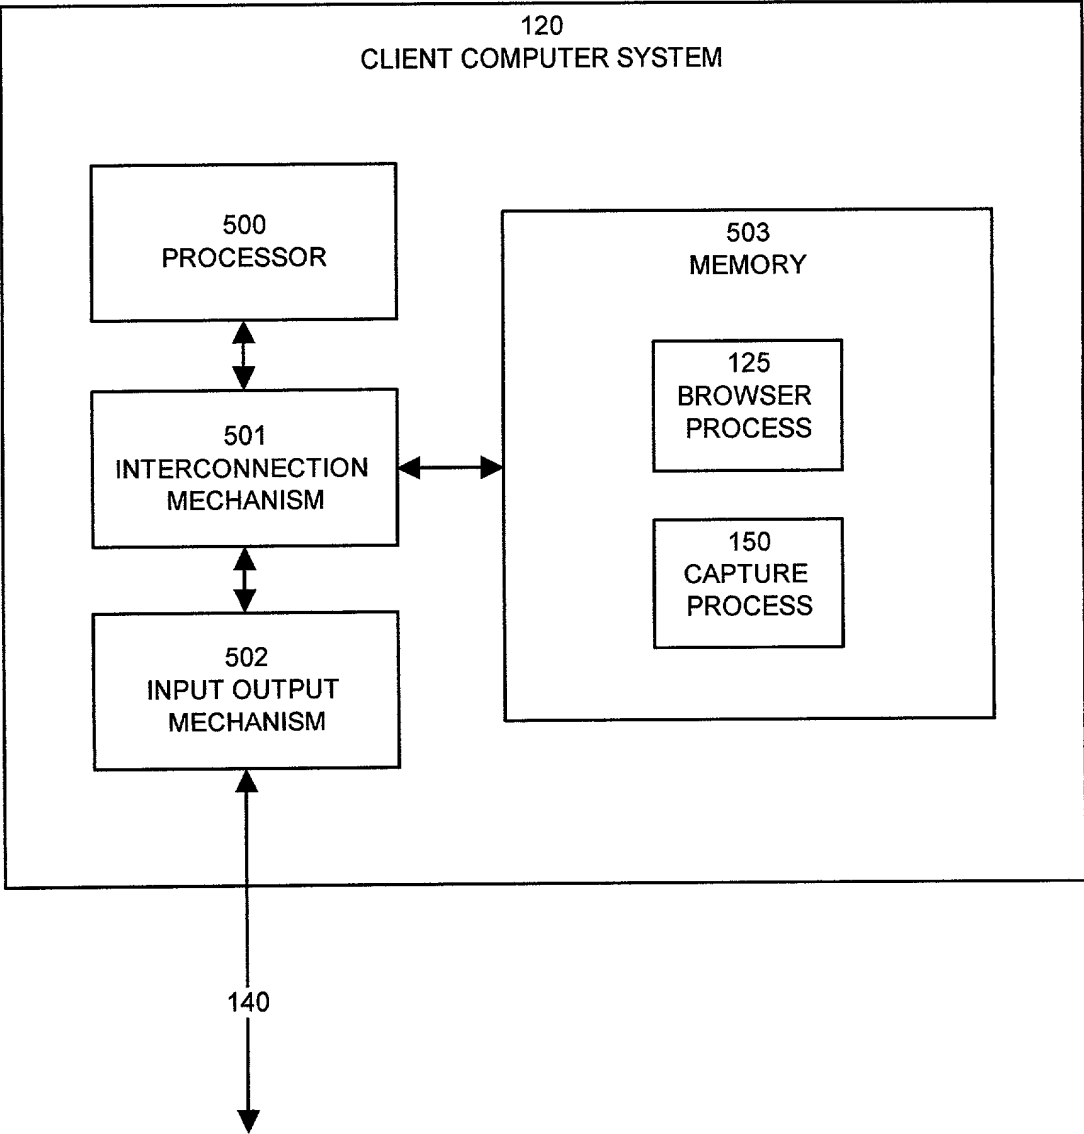 120
CLIENT COMPUTER SYSTEM
500
PROCESSOR
503
MEMORY
125
BROWSER
PROCESS
501
INTERCONNECTION
MECHANISM
150
CAPTURE
PROCESS
502
INPUT OUTPUT
MECHANISM
140